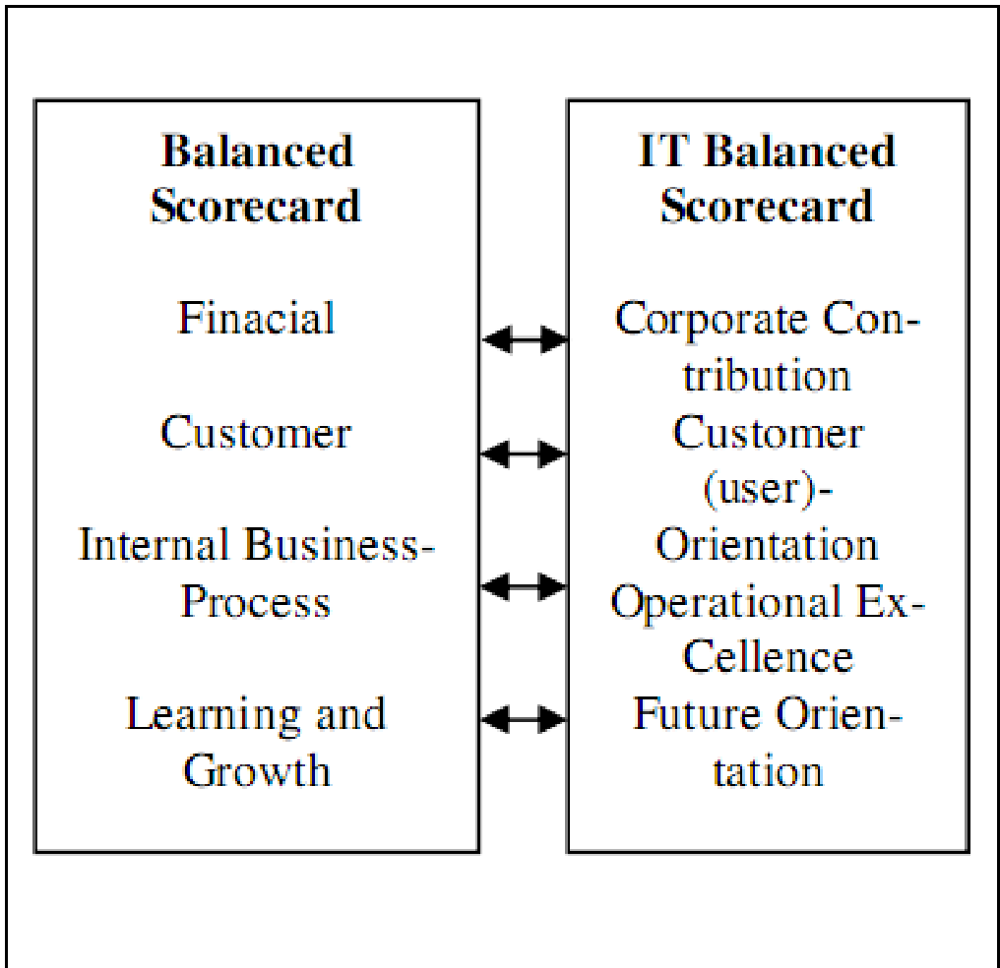 Balanced
Scorecard
Finacial
Customer
Internal Business-
Process
Learning and
Growth
IT Balanced
Scorecard
Corporate Con-
tribution
Customer
(user)-
Orientation
Operational Ex-
Cellence
Future Orien-
tation